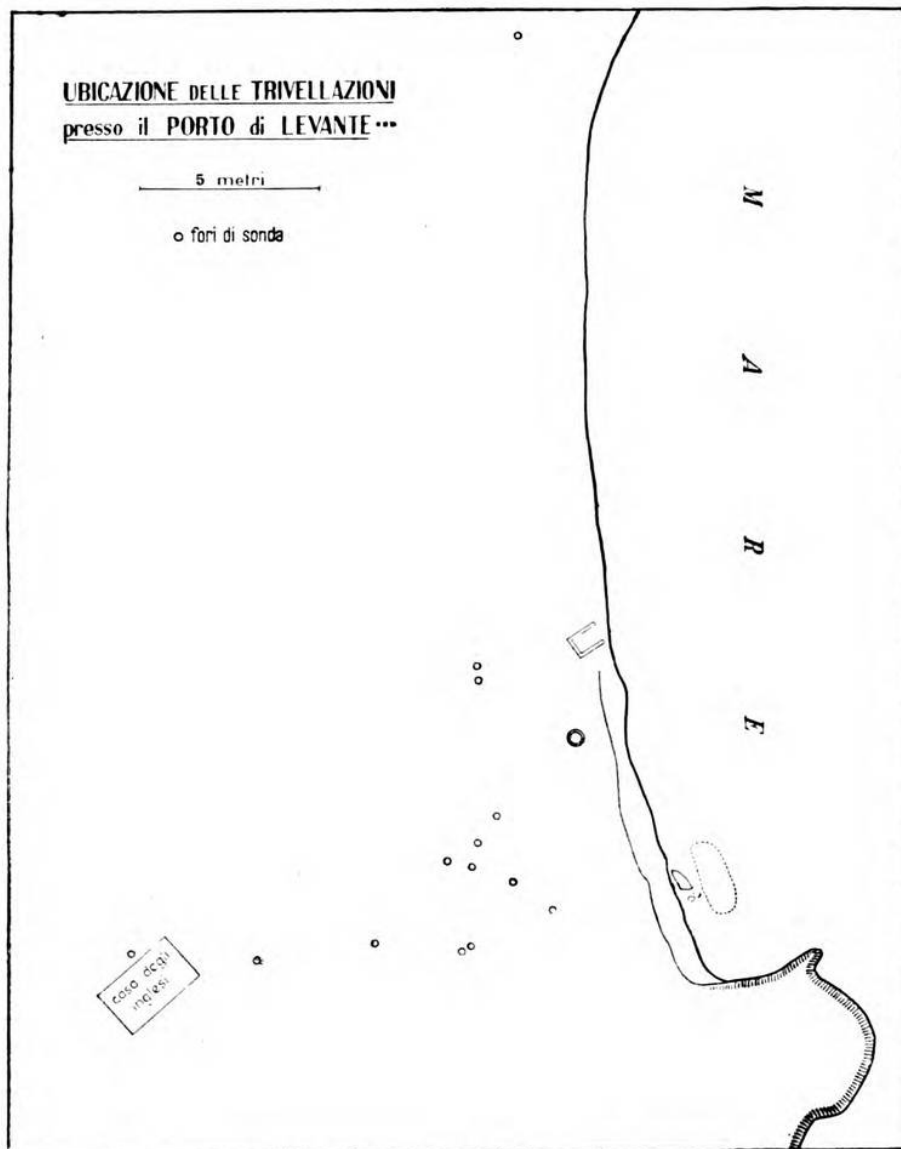 UBICAZIONE DELLE TRIVELLAZIONI
presso il PORTO di LEVANTE •••
5 metri
o fori di sonda
M A R E
casa degli
inglesi